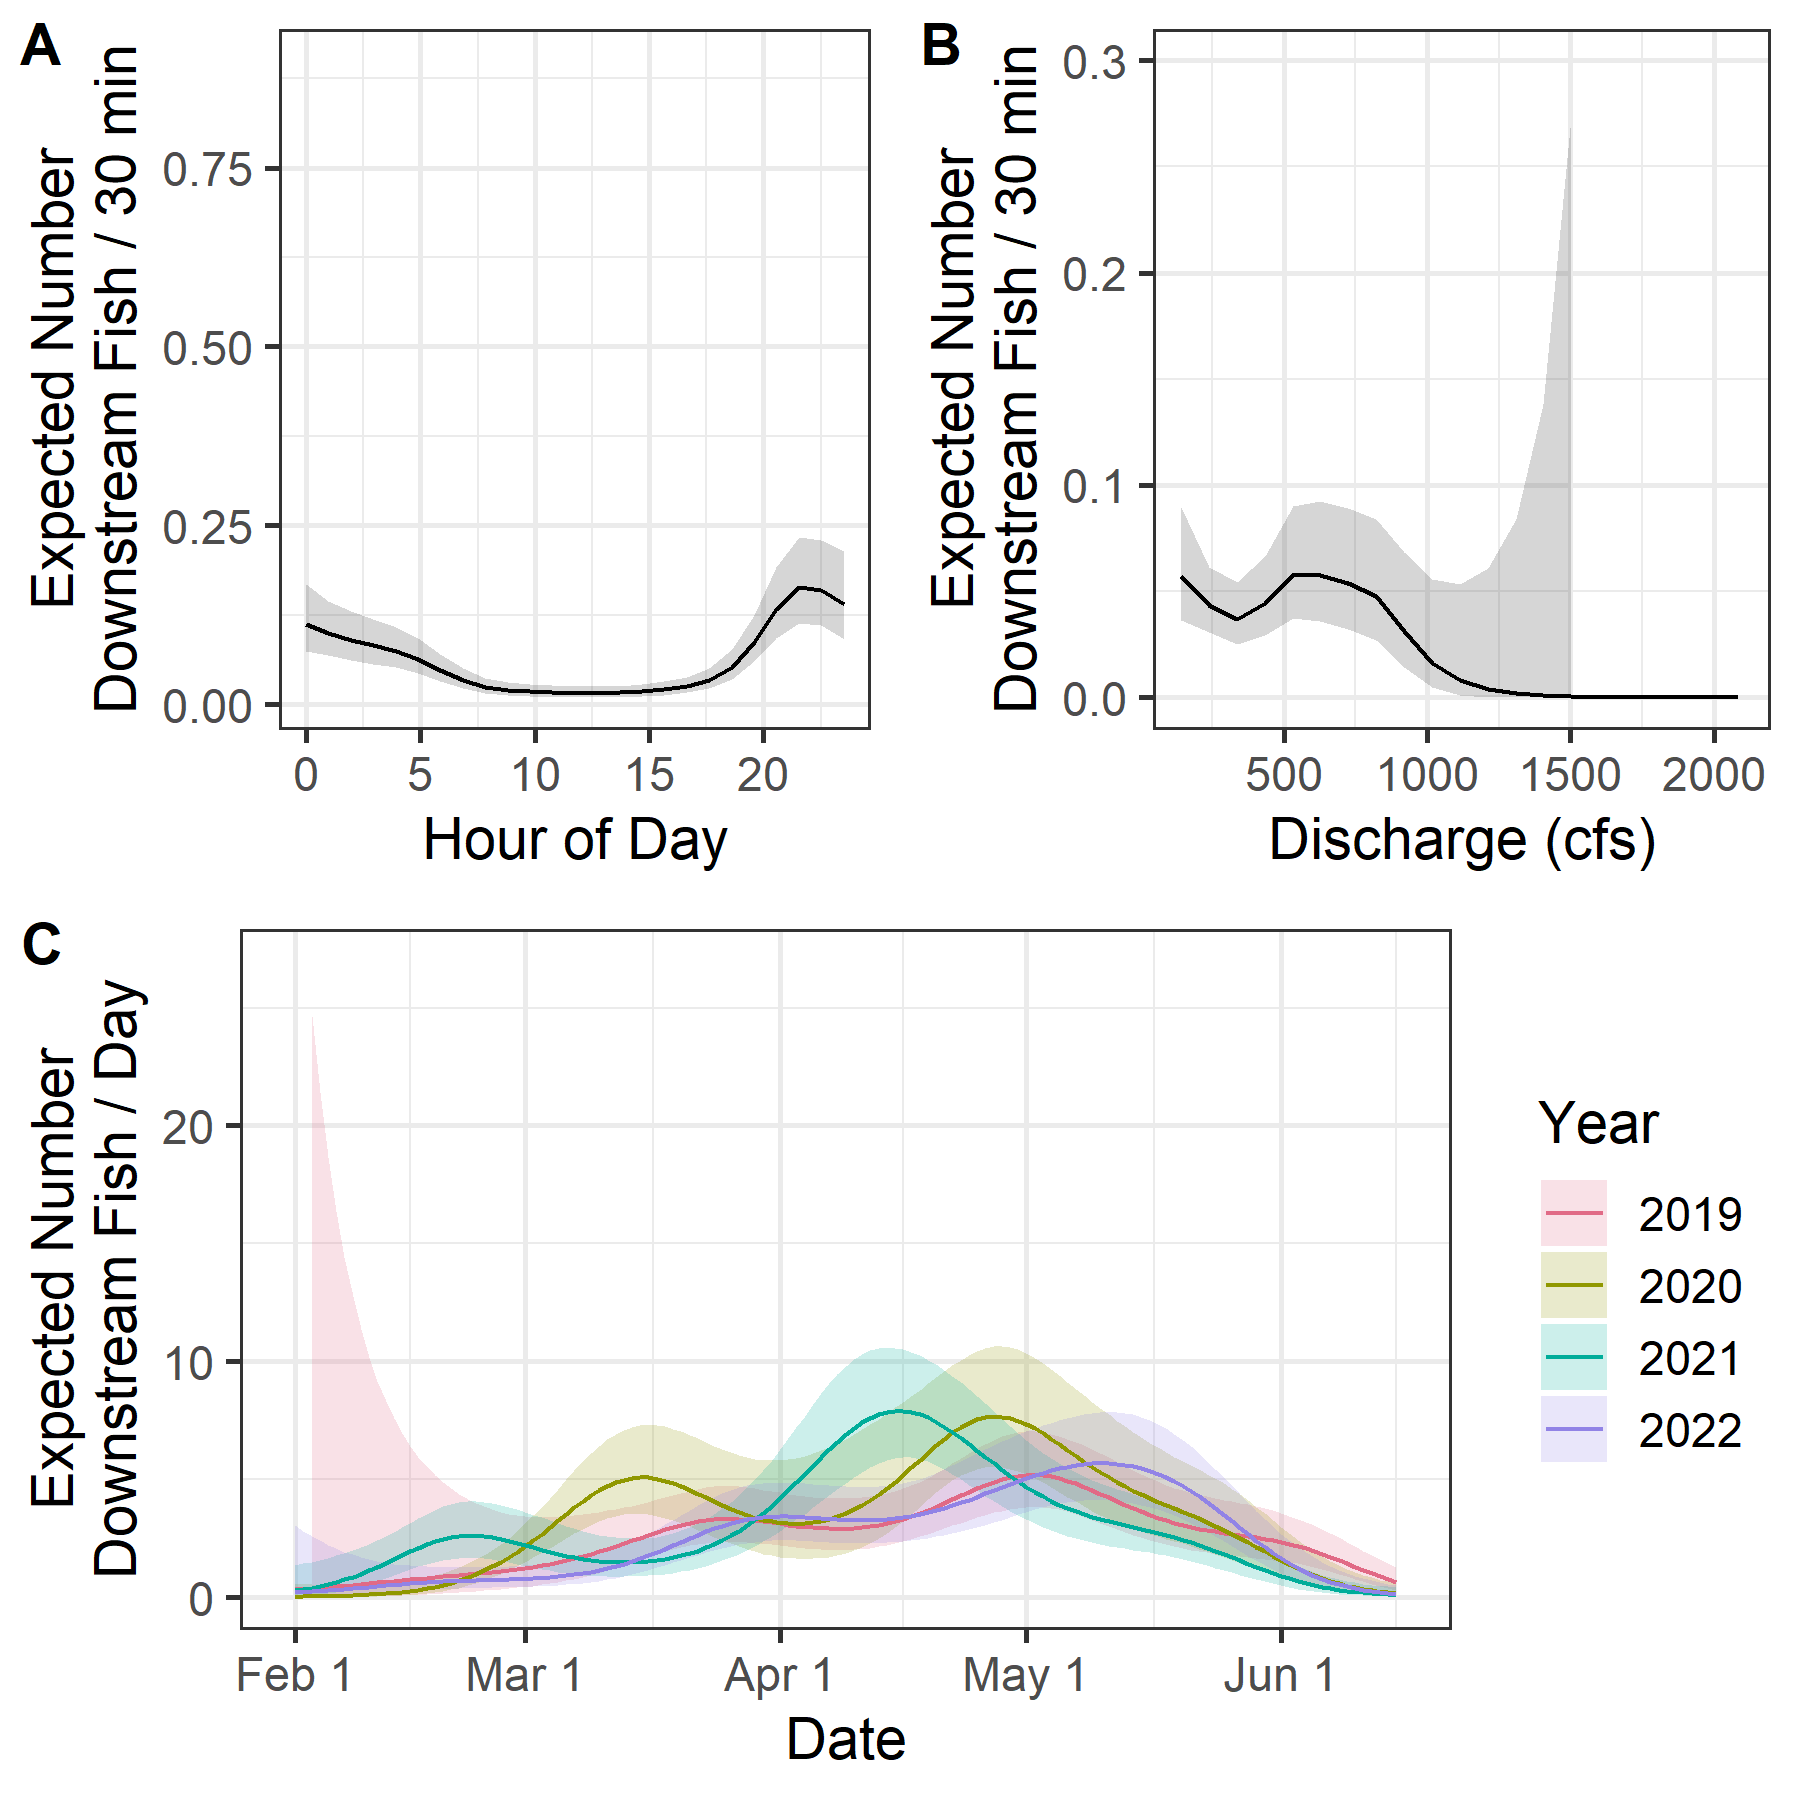 A
Expected Number
Downstream Fish / 30 min
0.75
0.50
0.25
0.00
0 5 10 15 20
Hour of Day
B
Expected Number
Downstream Fish / 30 min
0.3
0.2
0.1
0.0
500 1000 1500 2000
Discharge (cfs)
C
Expected Number
Downstream Fish / Day
20
10
0
Feb 1 Mar 1 Apr 1 May 1 Jun 1
Date
Year
2019
2020
2021
2022